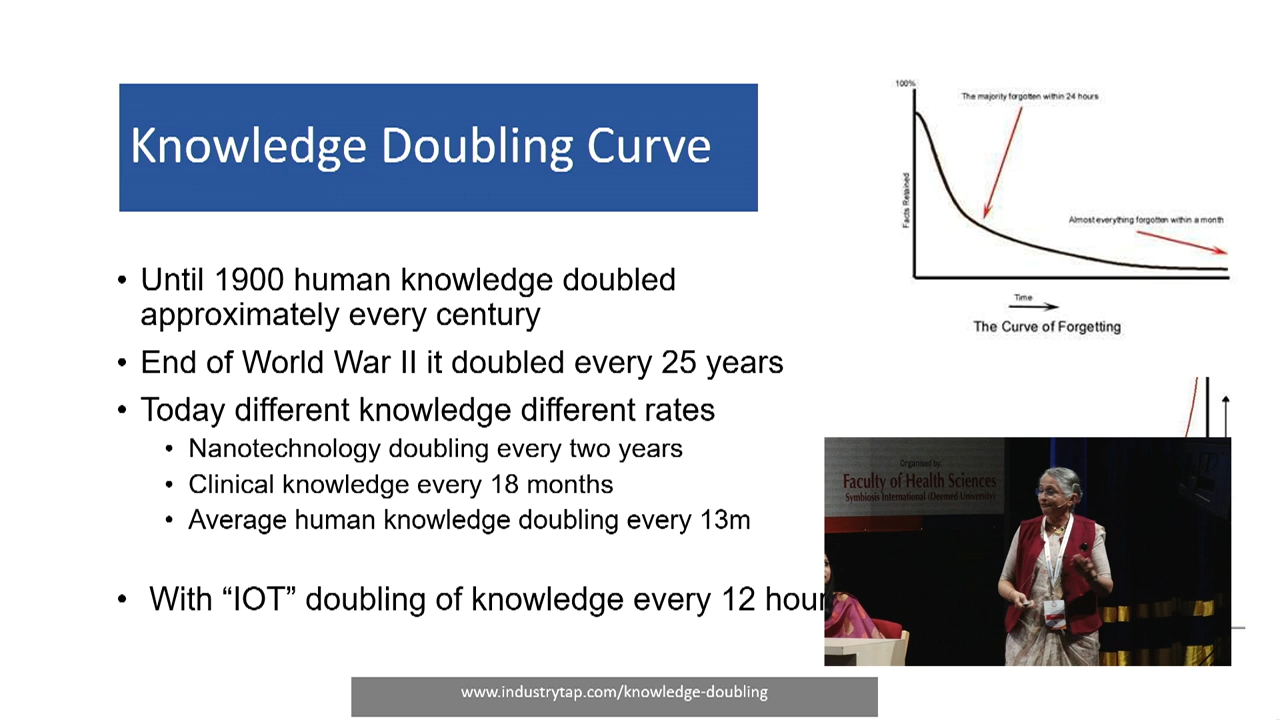 Knowledge Doubling Curve
• Until 1900 human knowledge doubled
approximately every century
• End of World War II it doubled every 25 years
• Today different knowledge different rates
• Nanotechnology doubling every two years
• Clinical knowledge every 18 months
• Average human knowledge doubling every 13m
• With “IOT” doubling of knowledge every 12 hour
100%
The majority forgotten within 24 hours
Facts Retained
Almost everything forgotten within a month
Time
The Curve of Forgetting
Organised by:
Faculty of Health Sciences
Symbiosis International (Deemed University)
www.industrytap.com/knowledge-doubling